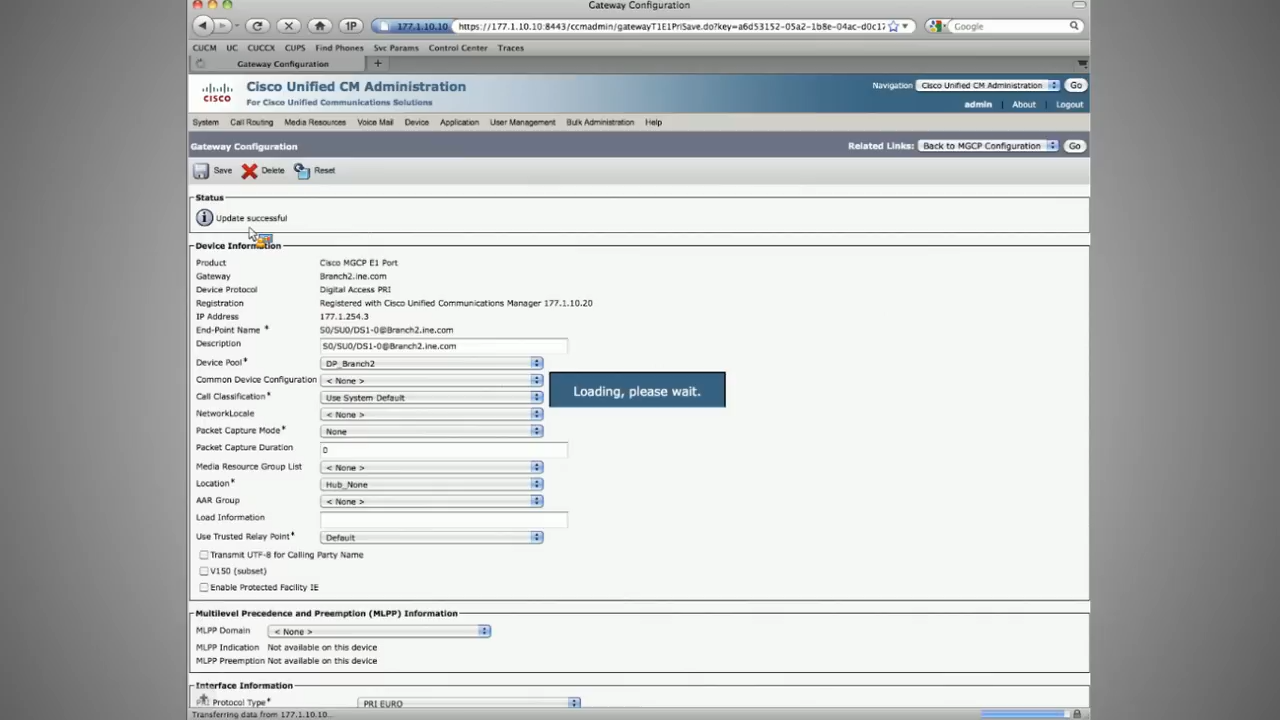 Gateway Configuration
1P
177.1.10.10
https://177.1.10.10:8443/ccmadmin/gatewayT1E1PriSave.do?key=a6d53152-05a2-1b8e-04ac-d0c17
Google
CUCM UC CUCCX CUPS Find Phones Svc Params Control Center Traces
Gateway Configuration
CISCO
Cisco Unified CM Administration
For Cisco Unified Communications Solutions
Navigation Cisco Unified CM Administration Go
admin About Logout
System Call Routing Media Resources Voice Mail Device Application User Management Bulk Administration Help
Gateway Configuration
Related Links: Back to MGCP Configuration Go
Save Delete Reset
Status
Update successful
Device Information
Product Cisco MGCP E1 Port
Gateway Branch2.ine.com
Device Protocol Digital Access PRI
Registration Registered with Cisco Unified Communications Manager 177.1.10.20
IP Address 177.1.254.3
End-Point Name * S0/SU0/DS1-0@Branch2.ine.com
Description S0/SU0/DS1-0@Branch2.ine.com
Device Pool* DP_Branch2
Common Device Configuration < None >
Call Classification* Use System Default
NetworkLocale < None >
Packet Capture Mode* None
Packet Capture Duration 0
Media Resource Group List < None >
Location* Hub_None
AAR Group < None >
Load Information
Use Trusted Relay Point* Default
Transmit UTF-8 for Calling Party Name
V150 (subset)
Enable Protected Facility IE
Loading, please wait.
Multilevel Precedence and Preemption (MLPP) Information
MLPP Domain < None >
MLPP Indication Not available on this device
MLPP Preemption Not available on this device
Interface Information
PRI Protocol Type* PRI EURO
Transferring data from 177.1.10.10...